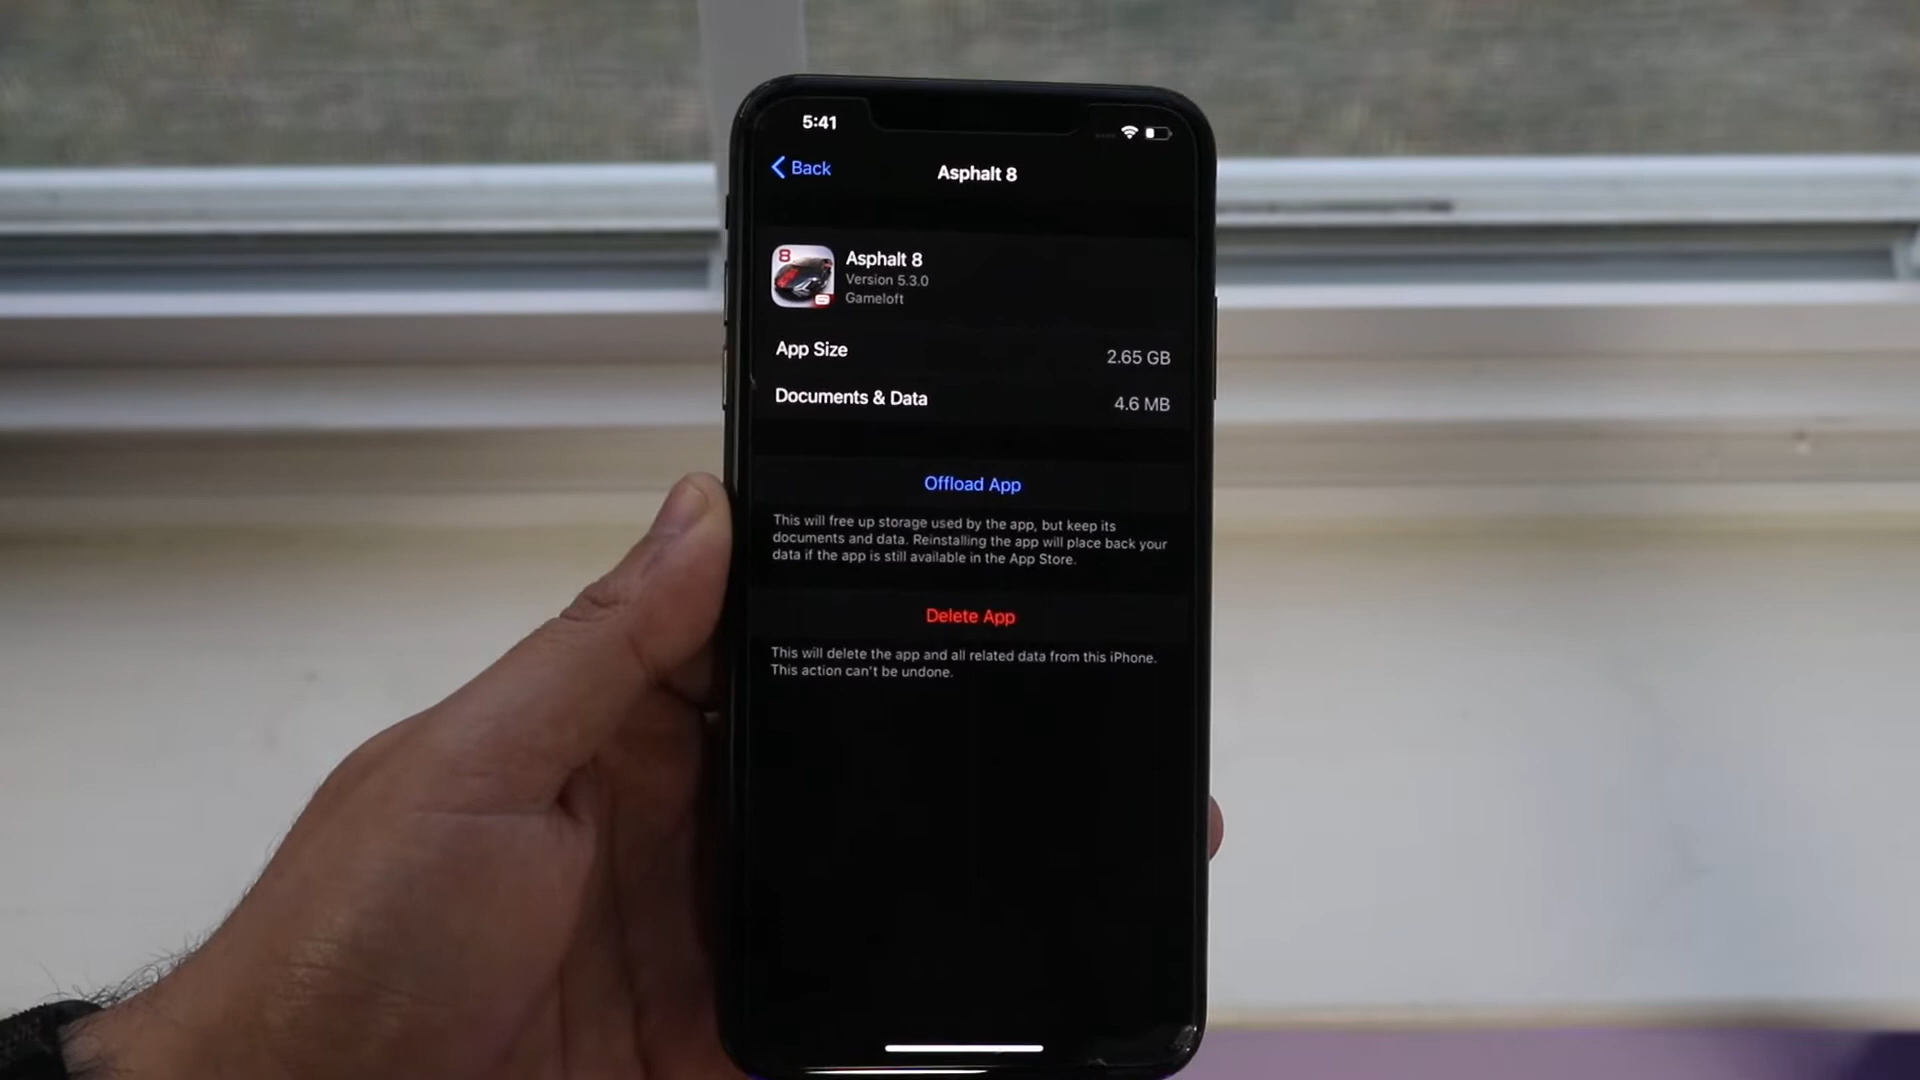 5:41
Back
Asphalt 8
8
Asphalt 8
Version 5.3.0
Gameloft
App Size
2.65 GB
Documents & Data
4.6 MB
Offload App
This will free up storage used by the app, but keep its
documents and data. Reinstalling the app will place back your
data if the app is still available in the App Store.
Delete App
This will delete the app and all related data from this iPhone.
This action can't be undone.